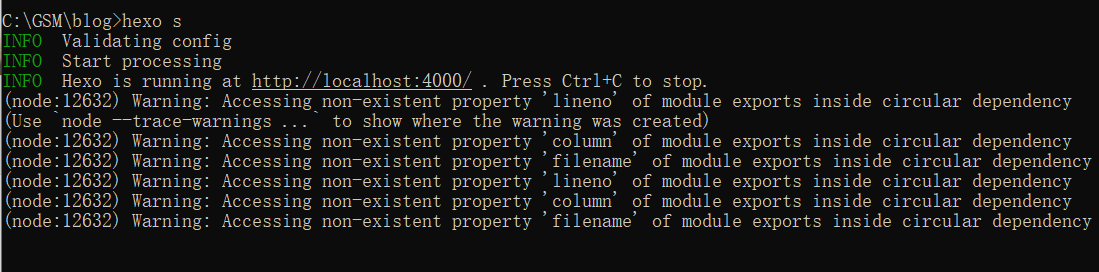 C:\GSM\blog>hexo s
INFO  Validating config
INFO  Start processing
INFO  Hexo is running at http://localhost:4000/ . Press Ctrl+C to stop.
(node:12632) Warning: Accessing non-existent property 'lineno' of module exports inside circular dependency
(Use `node --trace-warnings ...` to show where the warning was created)
(node:12632) Warning: Accessing non-existent property 'column' of module exports inside circular dependency
(node:12632) Warning: Accessing non-existent property 'filename' of module exports inside circular dependency
(node:12632) Warning: Accessing non-existent property 'lineno' of module exports inside circular dependency
(node:12632) Warning: Accessing non-existent property 'column' of module exports inside circular dependency
(node:12632) Warning: Accessing non-existent property 'filename' of module exports inside circular dependency